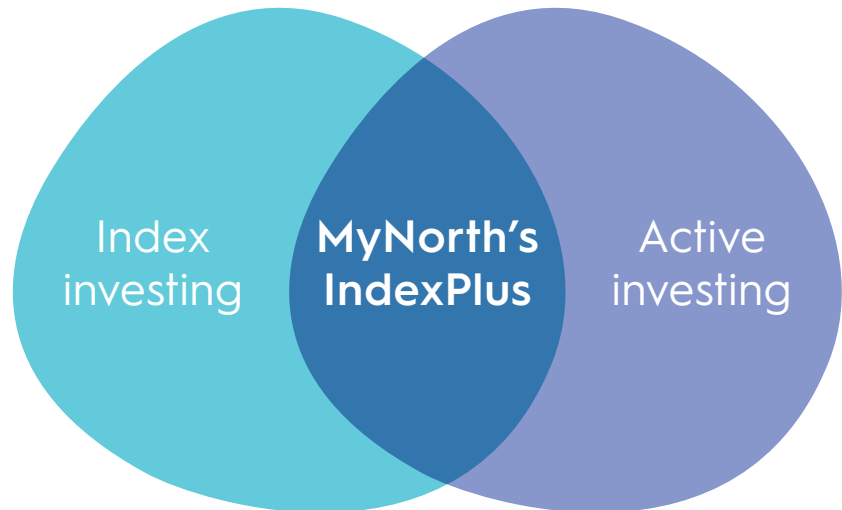 Index
investing
MyNorth's
IndexPlus
Active
investing